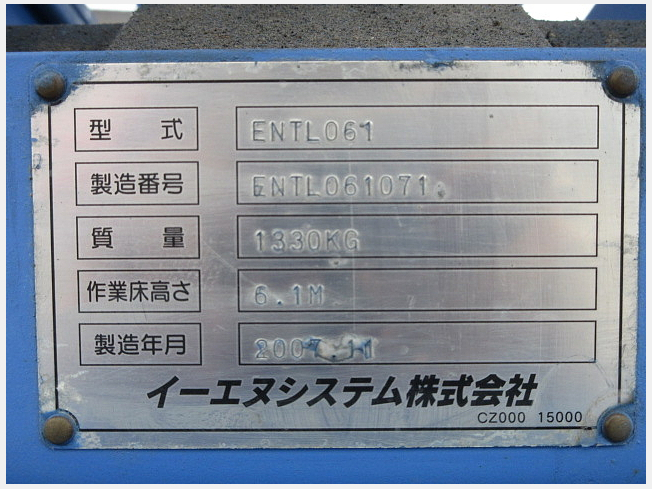 型式 ENTL061
製造番号 ENTL061071
質量 1330KG
作業床高さ 6.1M
製造年月 2007.11
イーエヌシステム株式会社
CZ000 15000